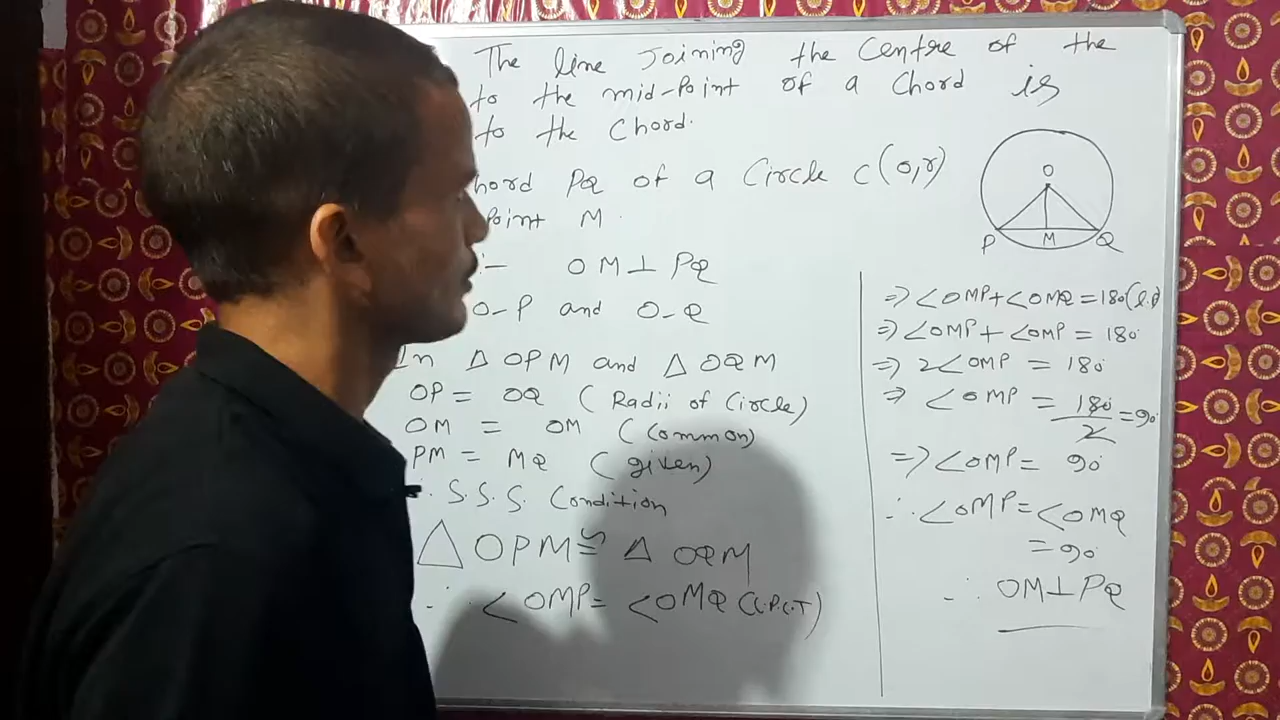 The line Joining the Centre of the
to the mid-Point of a Chord is
to the Chord.
hord PQ of a Circle C(O,r)
Point M.
:- OM⊥PQ
O-P and O-Q
In △ OPM and △ OQM
OP = OQ (Radii of Circle)
OM = OM (Common)
PM = MQ (given)
∴ S.S.S. Condition
△OPM ≅ △ OQM
∴ <OMP = <OMQ (C.P.C.T)
O
P M Q
=> <OMP + <OMQ = 180°(l.p)
=> <OMP + <OMP = 180°
=> 2<OMP = 180°
=> <OMP = 180°/2 = 90°
=> <OMP = 90°
∴ <OMP = <OMQ
= 90°
∴ OM⊥PQ